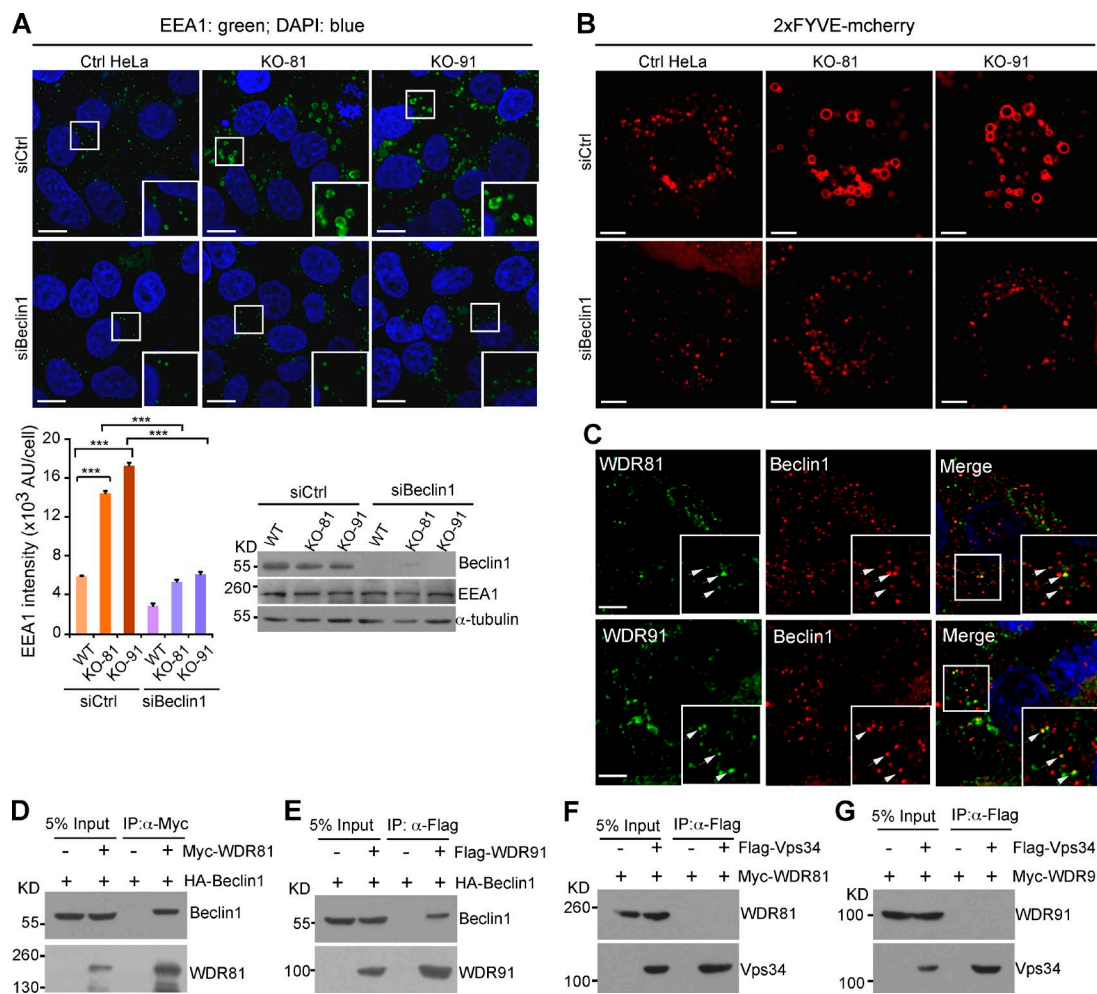 A
EEA1: green; DAPI: blue
Ctrl HeLa KO-81 KO-91
siCtrl
siBeclin1
EEA1 intensity (x10³ AU/cell)
20
16
12
8
4
0
*** 
***
***
***
WT KO-81 KO-91 WT KO-81 KO-91
siCtrl siBeclin1
siCtrl siBeclin1
WT KO-81 KO-91 WT KO-81 KO-91
KD
55 Beclin1
260 EEA1
55 α-tubulin
B
2xFYVE-mcherry
Ctrl HeLa KO-81 KO-91
siCtrl
siBeclin1
C
WDR81 Beclin1 Merge
WDR91 Beclin1 Merge
D
5% Input IP:α-Myc
- + - + Myc-WDR81
+ + + + HA-Beclin1
KD
55 Beclin1
260
130 WDR81
E
5% Input IP: α-Flag
- + - + Flag-WDR91
+ + + + HA-Beclin1
KD
55 Beclin1
100 WDR91
F
5% Input IP:α-Flag
- + - + Flag-Vps34
+ + + + Myc-WDR81
KD
260 WDR81
100 Vps34
G
5% Input IP:α-Flag
- + - + Flag-Vps34
+ + + + Myc-WDR9
KD
100 WDR91
100 Vps34